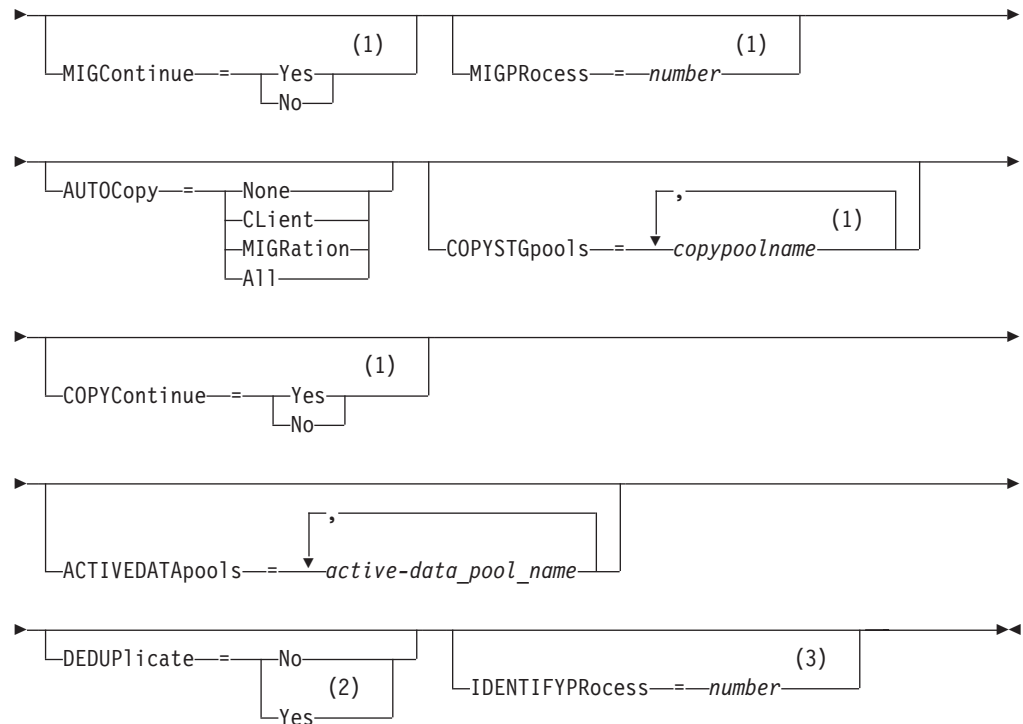 (1) (1)
MIGContinue = Yes MIGPRocess = number
No
AUTOCopy = None ,
CLient (1)
MIGRation COPYSTGpools = copypoolname
All
(1)
COPYContinue = Yes
No
,
ACTIVEDATApools = active-data_pool_name
DEDUPlicate = No (3)
(2) IDENTIFYPRocess = number
Yes